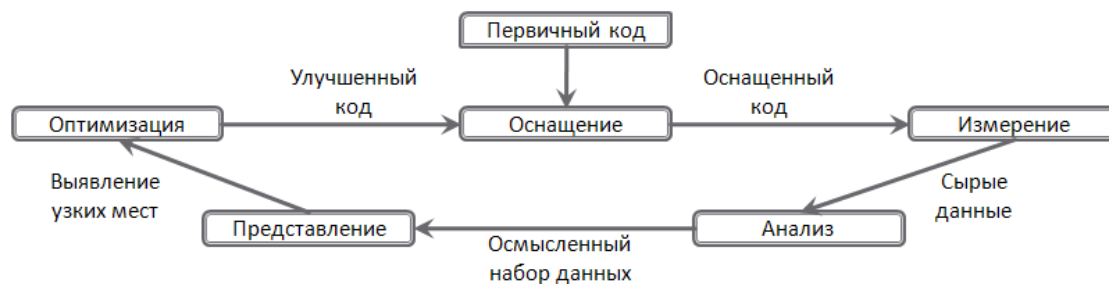 Первичный код
Улучшенный
код
Оснащенный
код
Оптимизация
Оснащение
Измерение
Выявление
узких мест
Сырые
данные
Представление
Анализ
Осмысленный
набор данных